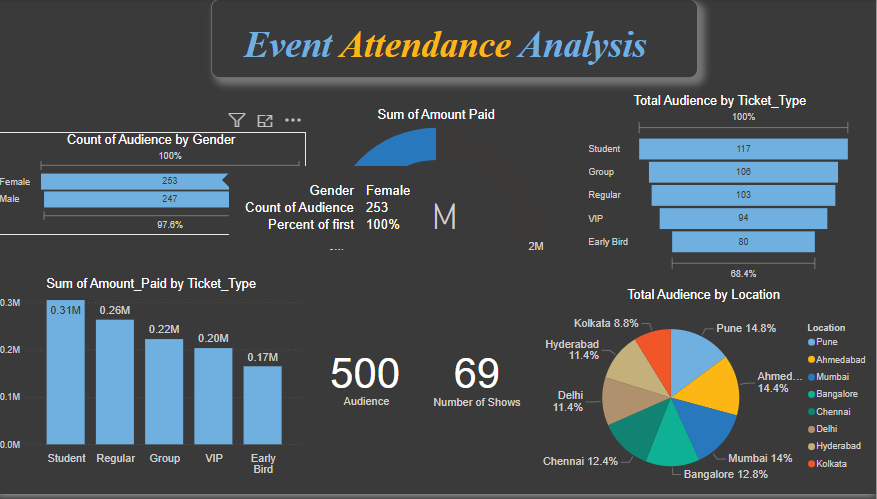 Event Attendance Analysis
Count of Audience by Gender
100%
Female
253
Male
247
97.6%
Sum of Amount Paid
Gender Female
Count of Audience 253
Percent of first 100%
M
2M
Total Audience by Ticket_Type
100%
Student
117
Group
106
Regular
103
VIP
94
Early Bird
80
68.4%
Sum of Amount_Paid by Ticket_Type
0.3M
0.2M
0.1M
0.0M
0.31M
0.26M
0.22M
0.20M
0.17M
Student
Regular
Group
VIP
Early
Bird
500
Audience
69
Number of Shows
Total Audience by Location
Kolkata 8.8%
Pune 14.8%
Hyderabad
11.4%
Ahmed...
14.4%
Delhi
11.4%
Mumbai 14%
Chennai 12.4%
Bangalore 12.8%
Location
Pune
Ahmedabad
Mumbai
Bangalore
Chennai
Delhi
Hyderabad
Kolkata